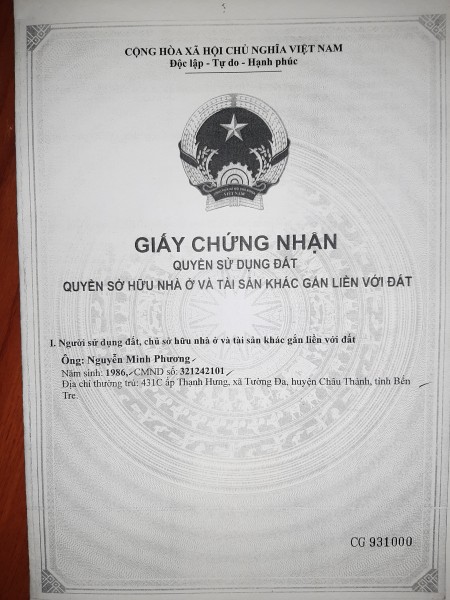 CỘNG HÒA XÃ HỘI CHỦ NGHĨA VIỆT NAM
Độc lập - Tự do - Hạnh phúc
VIỆT NAM
GIẤY CHỨNG NHẬN
QUYỀN SỬ DỤNG ĐẤT
QUYỀN SỞ HỮU NHÀ Ở VÀ TÀI SẢN KHÁC GẮN LIỀN VỚI ĐẤT
I. Người sử dụng đất, chủ sở hữu nhà ở và tài sản khác gắn liền với đất
Ông: Nguyễn Minh Phương
Năm sinh: 1986, CMND số: 321242101
Địa chỉ thường trú: 431C ấp Thạnh Hưng, xã Tường Đa, huyện Châu Thành, tỉnh Bến
Tre.
CG 931000